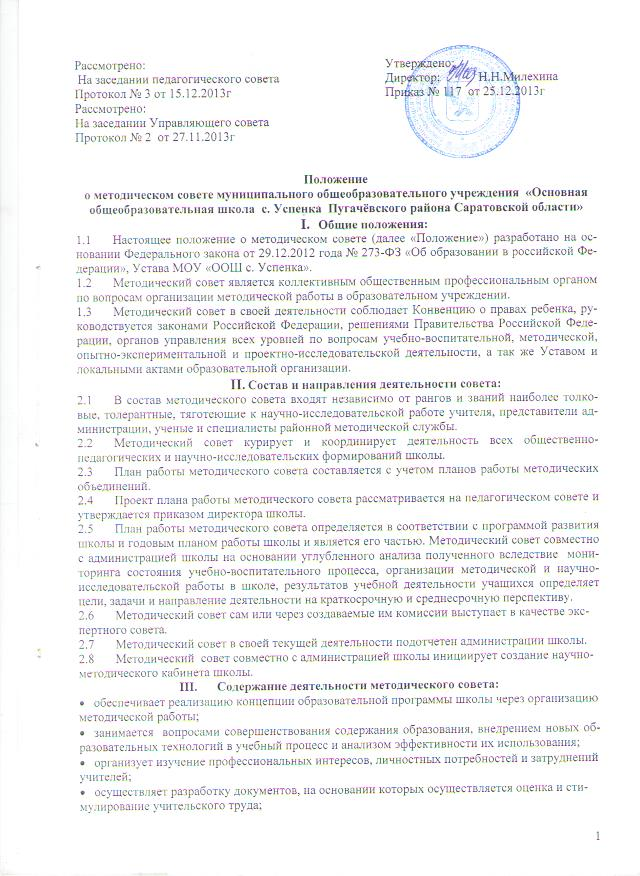 Рассмотрено:
На заседании педагогического совета
Протокол № 3 от 15.12.2013г
Рассмотрено:
На заседании Управляющего совета
Протокол № 2 от 27.11.2013г
Утверждено:
Директор: Н.Н.Милехина
Приказ № 117 от 25.12.2013г
Положение
о методическом совете муниципального общеобразовательного учреждения «Основная
общеобразовательная школа с. Успенка Пугачёвского района Саратовской области»
I. Общие положения:
1.1 Настоящее положение о методическом совете (далее «Положение») разработано на ос-
новании Федерального закона от 29.12.2012 года № 273-ФЗ «Об образовании в российской Фе-
дерации», Устава МОУ «ООШ с. Успенка».
1.2 Методический совет является коллективным общественным профессиональным органом
по вопросам организации методической работы в образовательном учреждении.
1.3 Методический совет в своей деятельности соблюдает Конвенцию о правах ребенка, ру-
ководствуется законами Российской Федерации, решениями Правительства Российской Феде-
рации, органов управления всех уровней по вопросам учебно-воспитательной, методической,
опытно-экспериментальной и проектно-исследовательской деятельности, а так же Уставом и
локальными актами образовательной организации.
II. Состав и направления деятельности совета:
2.1 В состав методического совета входят независимо от рангов и званий наиболее толко-
вые, толерантные, тяготеющие к научно-исследовательской работе учителя, представители ад-
министрации, ученые и специалисты районной методической службы.
2.2 Методический совет курирует и координирует деятельность всех общественно-
педагогических и научно-исследовательских формирований школы.
2.3 План работы методического совета составляется с учетом планов работы методических
объединений.
2.4 Проект плана работы методического совета рассматривается на педагогическом совете и
утверждается приказом директора школы.
2.5 План работы методического совета определяется в соответствии с программой развития
школы и годовым планом работы школы и является его частью. Методический совет совместно
с администрацией школы на основании углубленного анализа полученного вследствие мони-
торинга состояния учебно-воспитательного процесса, организации методической и научно-
исследовательской работы в школе, результатов учебной деятельности учащихся определяет
цели, задачи и направление деятельности на краткосрочную и среднесрочную перспективу.
2.6 Методический совет сам или через создаваемые им комиссии выступает в качестве экс-
пертного совета.
2.7 Методический совет в своей текущей деятельности подотчетен администрации школы.
2.8 Методический совет совместно с администрацией школы инициирует создание научно-
методического кабинета школы.
III. Содержание деятельности методического совета:
• обеспечивает реализацию концепции образовательной программы школы через организацию
методической работы;
• занимается вопросами совершенствования содержания образования, внедрением новых об-
разовательных технологий в учебный процесс и анализом эффективности их использования;
• организует изучение профессиональных интересов, личностных потребностей и затруднений
учителей;
• осуществляет разработку документов, на основании которых осуществляется оценка и сти-
мулирование учительского труда;
1